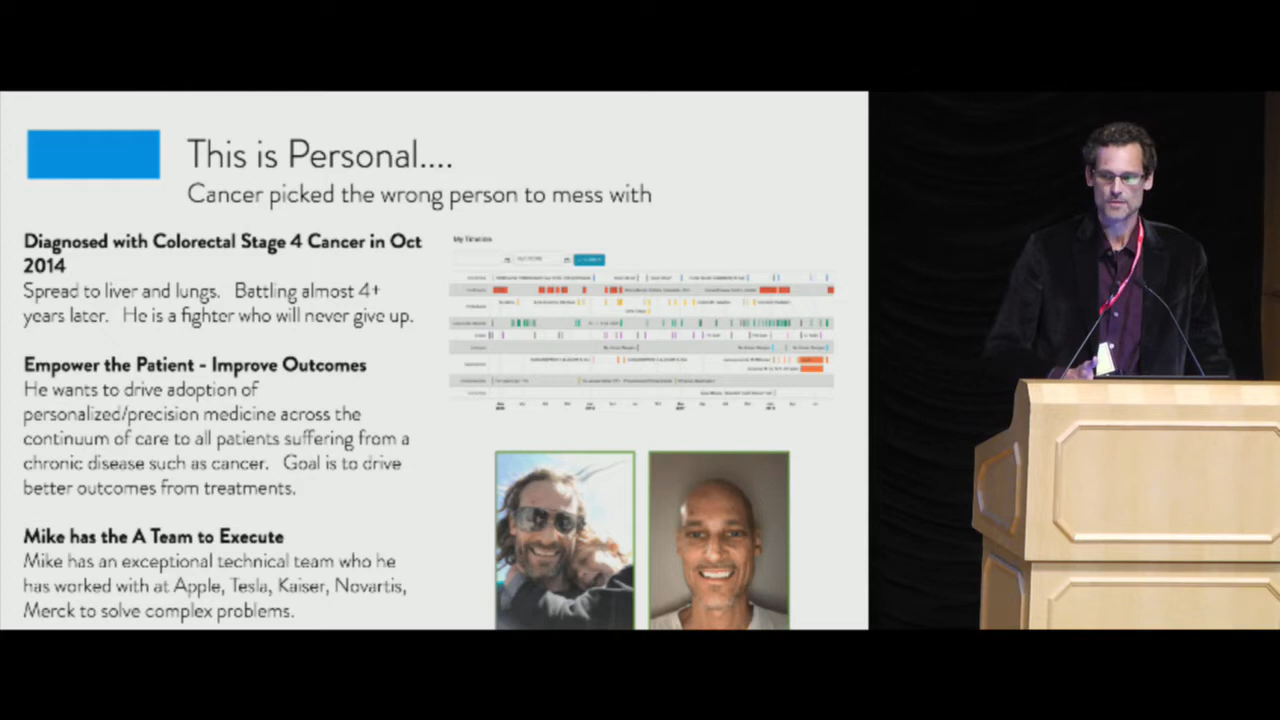 This is Personal....
Cancer picked the wrong person to mess with
Diagnosed with Colorectal Stage 4 Cancer in Oct
2014
Spread to liver and lungs. Battling almost 4+
years later. He is a fighter who will never give up.
Empower the Patient - Improve Outcomes
He wants to drive adoption of
personalized/precision medicine across the
continuum of care to all patients suffering from a
chronic disease such as cancer. Goal is to drive
better outcomes from treatments.
Mike has the A Team to Execute
Mike has an exceptional technical team who he
has worked with at Apple, Tesla, Kaiser, Novartis,
Merck to solve complex problems.
My Timeline